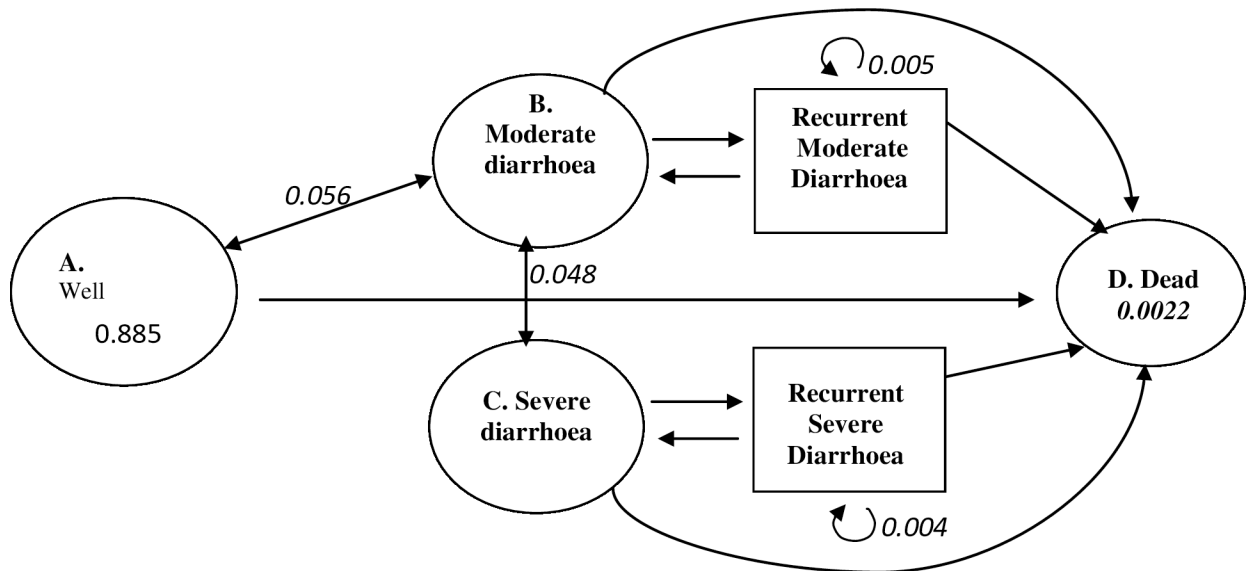 A.
Well
0.885
0.056
B.
Moderate
diarrhoea
0.048
C. Severe
diarrhoea
0.005
Recurrent
Moderate
Diarrhoea
Recurrent
Severe
Diarrhoea
0.004
D. Dead
0.0022